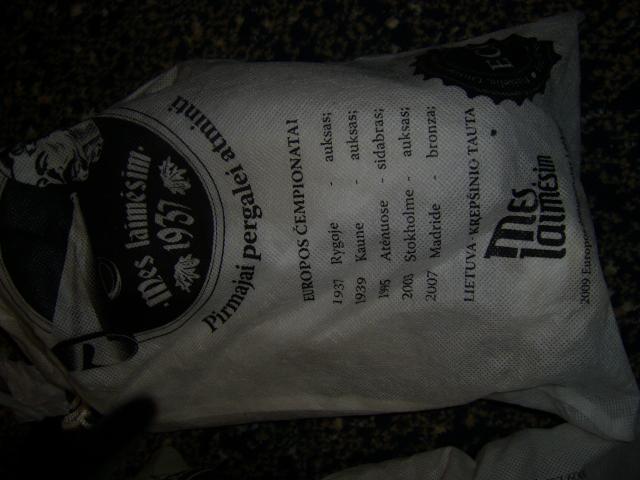 Mes laimėsim.
1937
Pirmajai pergalei atminti
EUROPOS ČEMPIONATAI
1937 Rygoje - auksas;
1939 Kaune - auksas;
1995 Atėnuose - sidabras;
2003 Stokholme - auksas;
2007 Madride - bronza;
LIETUVA - KREPŠINIO TAUTA
Mes
laimėsim
2009 Europos